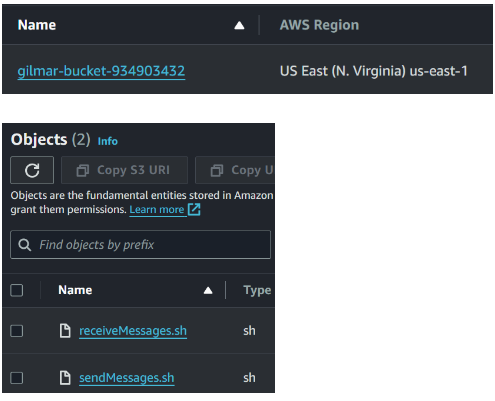 Name AWS Region
gilmar-bucket-934903432 US East (N. Virginia) us-east-1
Objects (2) Info
Copy S3 URI Copy U
Objects are the fundamental entities stored in Amazon
grant them permissions. Learn more
Find objects by prefix
Name Type
receiveMessages.sh sh
sendMessages.sh sh